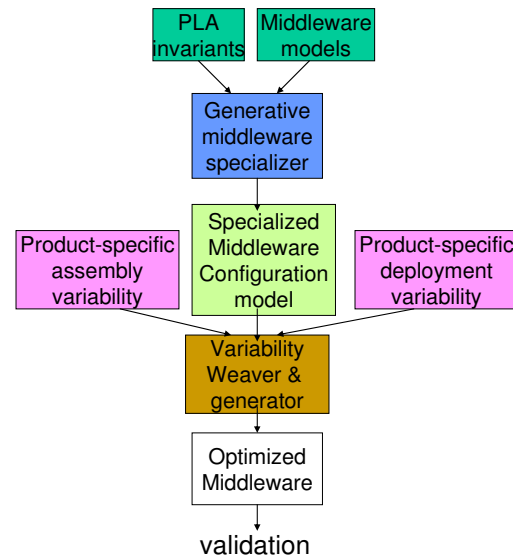 PLA
invariants
Middleware
models
Generative
middleware
specializer
Specialized
Middleware
Configuration
model
Product-specific
assembly
variability
Product-specific
deployment
variability
Variability
Weaver &
generator
Optimized
Middleware
validation